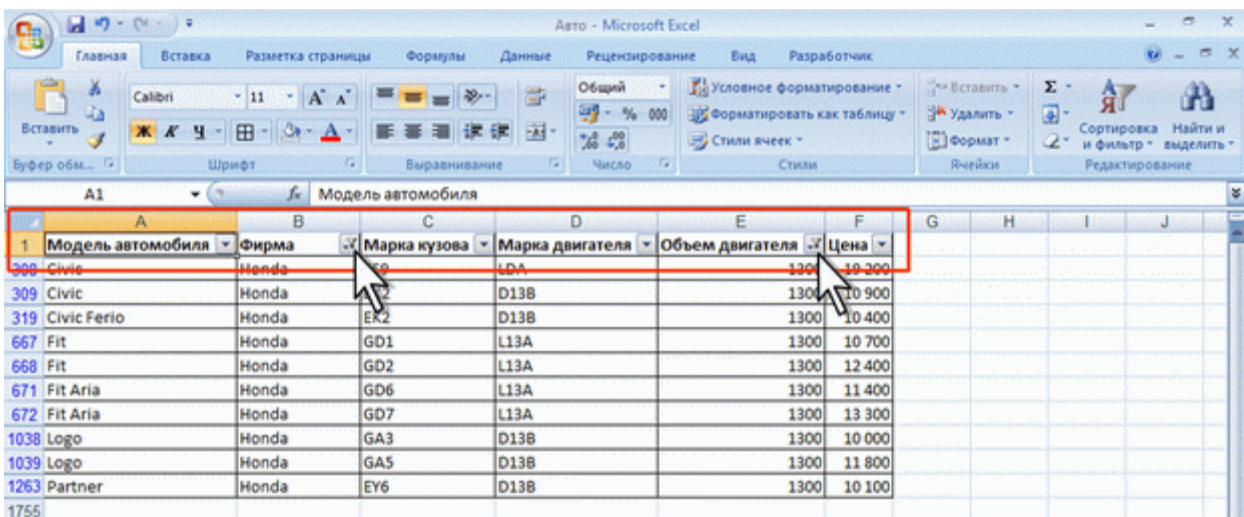 Авто - Microsoft Excel
Главная Вставка Разметка страницы Формулы Данные Рецензирование Вид Разработчик
Вставить
Буфер обм...
Calibri 11
Ж К Ч
Шрифт
Выравнивание
Общий
% 000
Число
Условное форматирование
Форматировать как таблицу
Стили ячеек
Стили
Вставить
Удалить
Формат
Ячейки
Σ
Сортировка и фильтр
Найти и выделить
Редактирование
A1 fx Модель автомобиля
A B C D E F G H I J
1 Модель автомобиля Фирма Марка кузова Марка двигателя Объем двигателя Цена
308 Civic Honda LDA 1300 19 200
309 Civic Honda D13B 1300 10 900
319 Civic Ferio Honda EK2 D13B 1300 10 400
667 Fit Honda GD1 L13A 1300 10 700
668 Fit Honda GD2 L13A 1300 12 400
671 Fit Aria Honda GD6 L13A 1300 11 400
672 Fit Aria Honda GD7 L13A 1300 13 300
1038 Logo Honda GA3 D13B 1300 10 000
1039 Logo Honda GA5 D13B 1300 11 800
1263 Partner Honda EY6 D13B 1300 10 100
1755